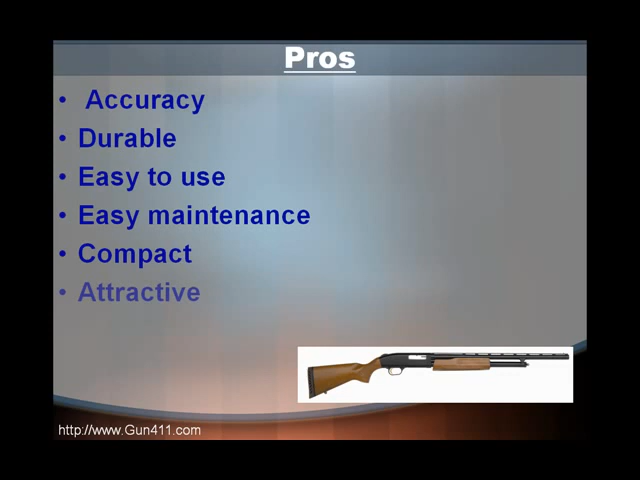 Pros
• Accuracy
• Durable
• Easy to use
• Easy maintenance
• Compact
• Attractive
http://www.Gun411.com